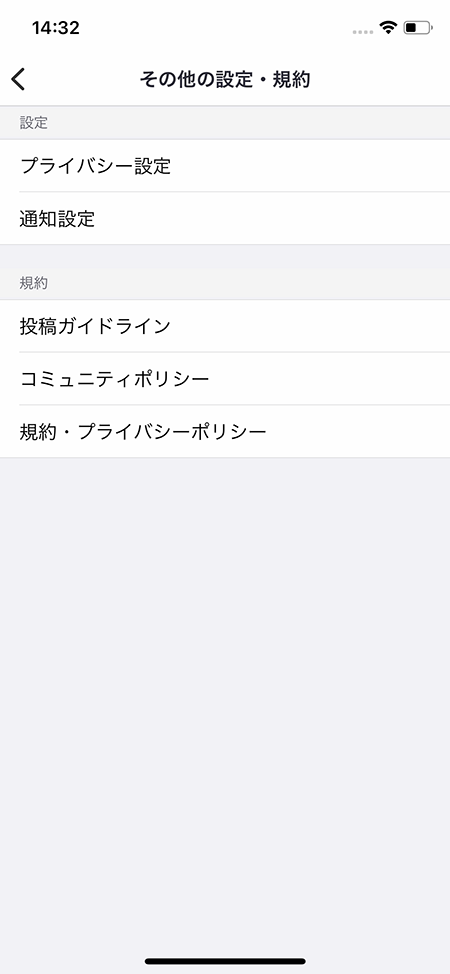 14:32
その他の設定・規約
設定
プライバシー設定
通知設定
規約
投稿ガイドライン
コミュニティポリシー
規約・プライバシーポリシー